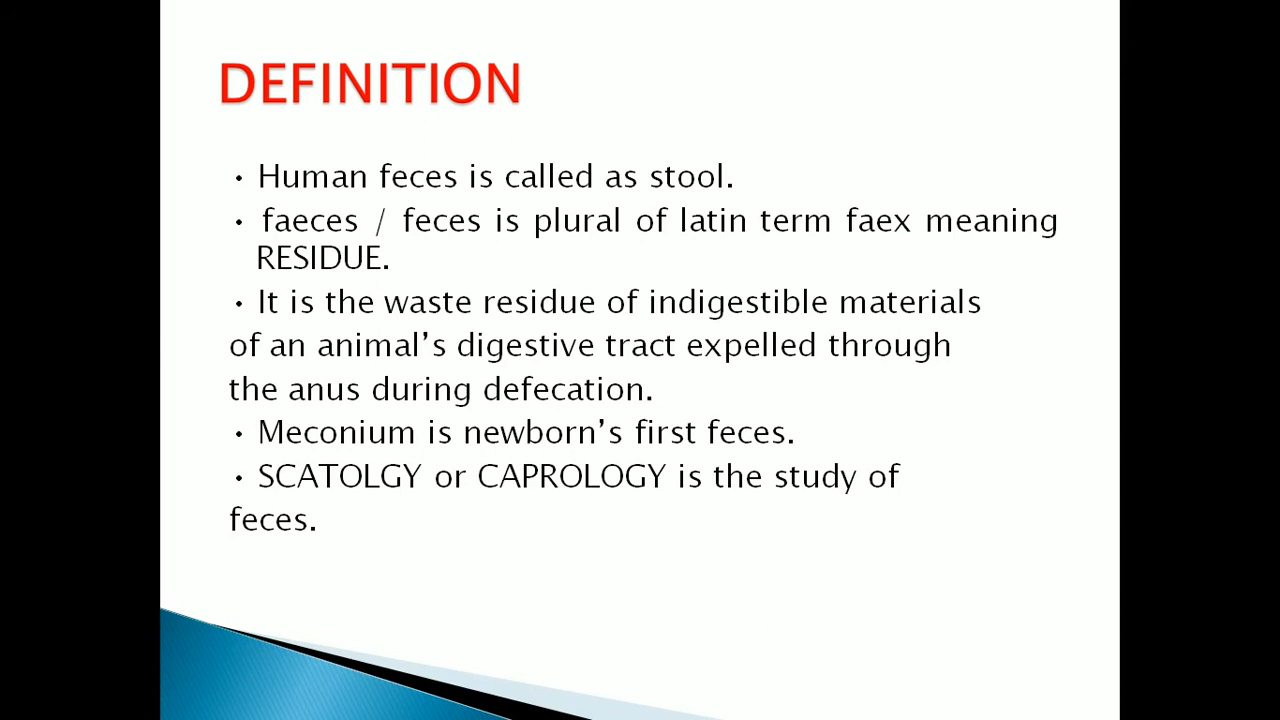 DEFINITION
• Human feces is called as stool.
• faeces / feces is plural of latin term faex meaning
RESIDUE.
• It is the waste residue of indigestible materials
of an animal’s digestive tract expelled through
the anus during defecation.
• Meconium is newborn’s first feces.
• SCATOLGY or CAPROLOGY is the study of
feces.